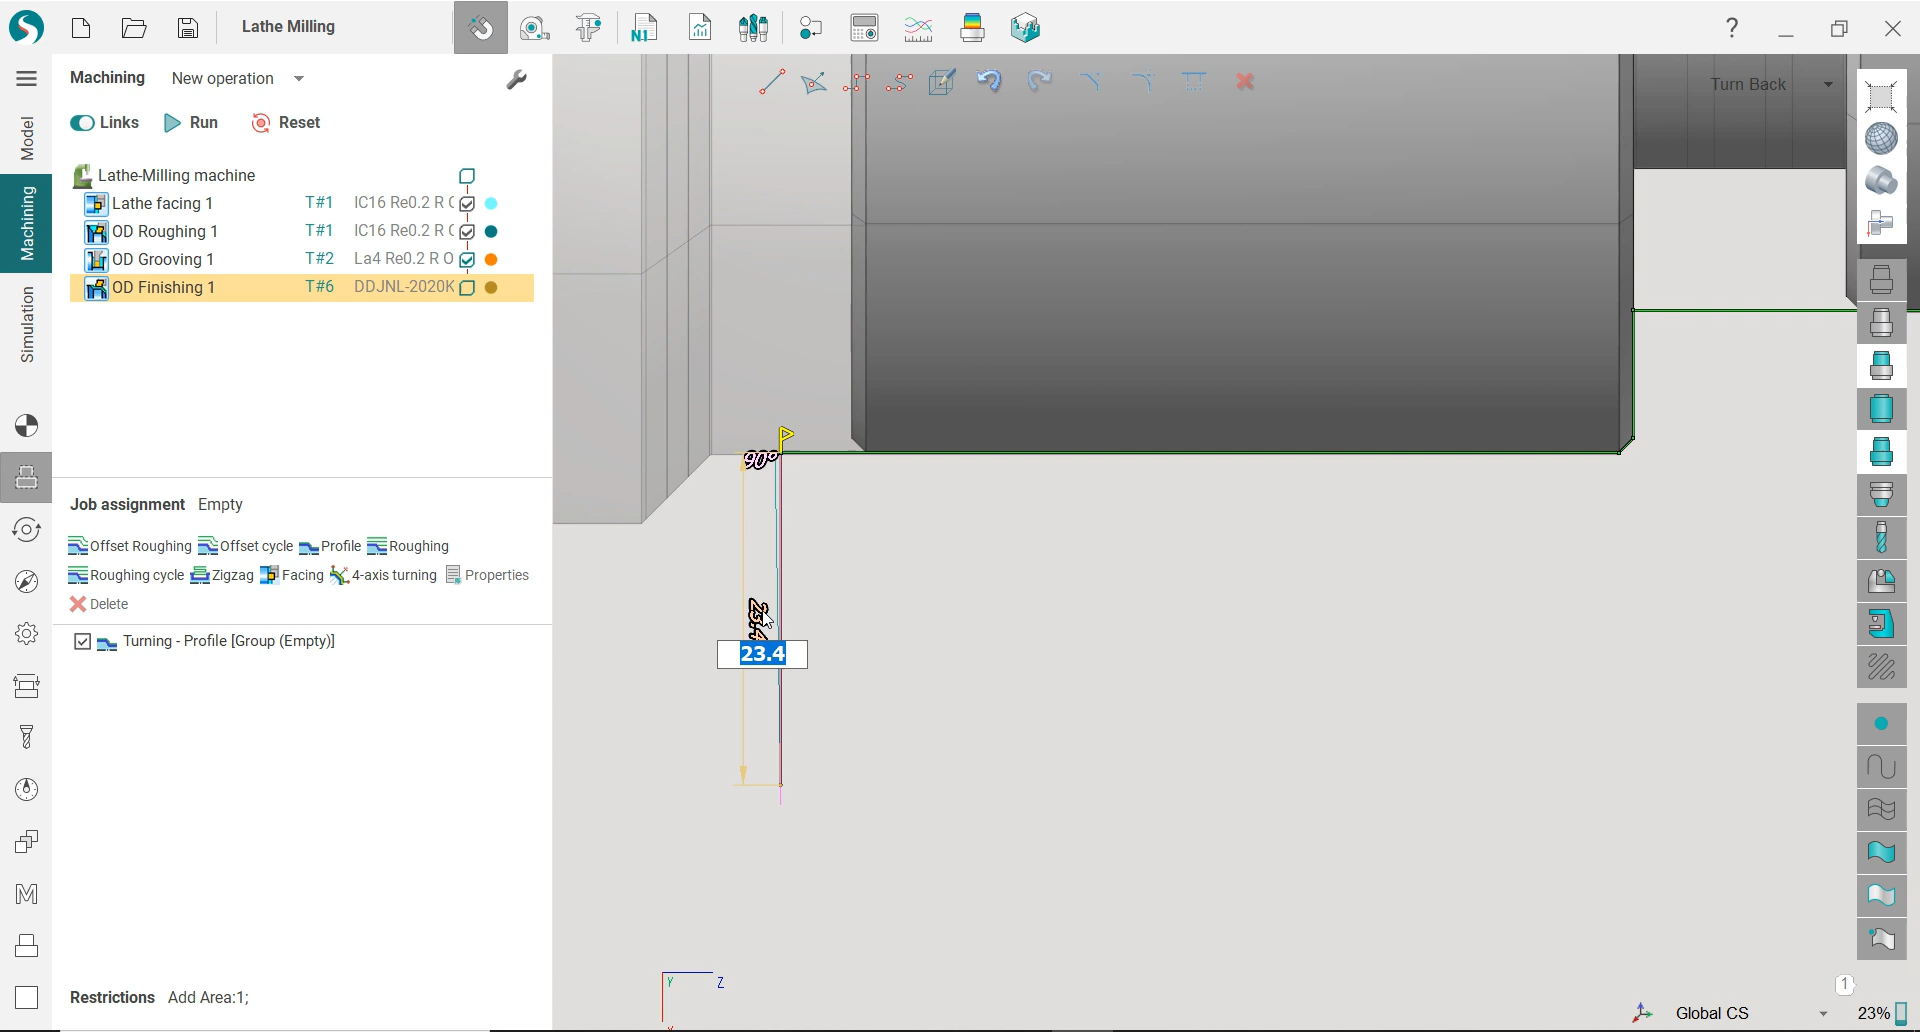 Lathe Milling
N1
?
Machining New operation
Turn Back
Links Run Reset
Model
Machining
Simulation
Lathe-Milling machine
Lathe facing 1 T#1 IC16 Re0.2 R (
OD Roughing 1 T#1 IC16 Re0.2 R (
OD Grooving 1 T#2 La4 Re0.2 R O
OD Finishing 1 T#6 DDJNL-2020K
90°
23.4
23.4
Job assignment Empty
Offset Roughing Offset cycle Profile Roughing
Roughing cycle Zigzag Facing 4-axis turning Properties
Delete
Turning - Profile [Group (Empty)]
M
Y Z
Restrictions Add Area:1;
1
Global CS 23%